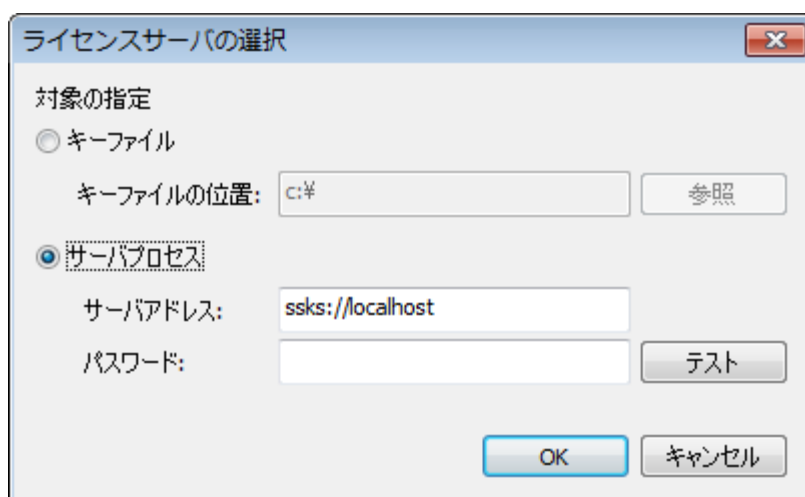 ライセンスサーバの選択
対象の指定
キーファイル
キーファイルの位置: c:¥ 参照
サーバプロセス
サーバアドレス: ssks://localhost
パスワード: テスト
OK キャンセル